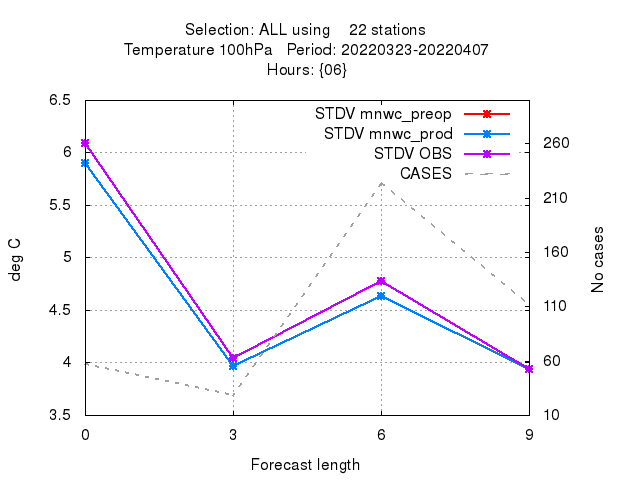 Selection: ALL using    22 stations
Temperature 100hPa   Period: 20220323-20220407
Hours: {06}
STDV mnwc_preop
STDV mnwc_prod
STDV OBS
CASES
6.5
6
5.5
5
4.5
4
3.5
deg C
260
210
160
110
60
10
No cases
0 3 6 9
Forecast length